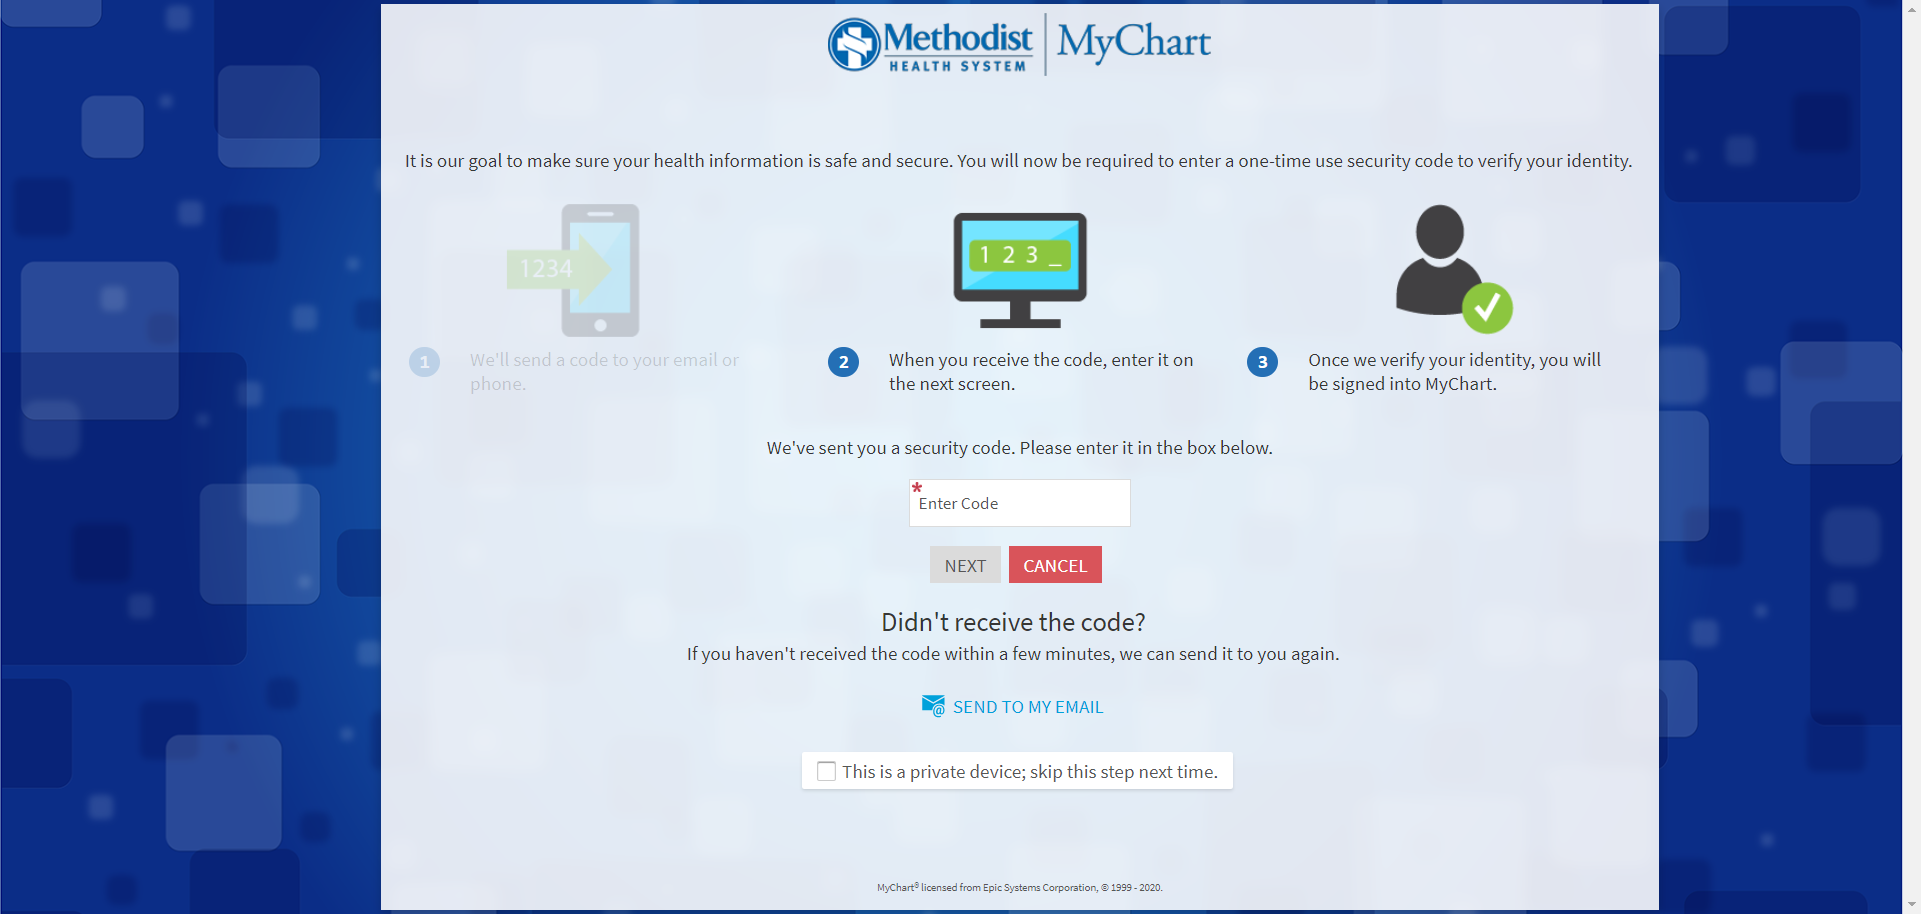 Methodist
HEALTH SYSTEM
MyChart
It is our goal to make sure your health information is safe and secure. You will now be required to enter a one-time use security code to verify your identity.
1234
1 2 3 _
1
We'll send a code to your email or
phone.
2
When you receive the code, enter it on
the next screen.
3
Once we verify your identity, you will
be signed into MyChart.
We've sent you a security code. Please enter it in the box below.
*
Enter Code
NEXT
CANCEL
Didn't receive the code?
If you haven't received the code within a few minutes, we can send it to you again.
@ SEND TO MY EMAIL
This is a private device; skip this step next time.
MyChart® licensed from Epic Systems Corporation, © 1999 - 2020.